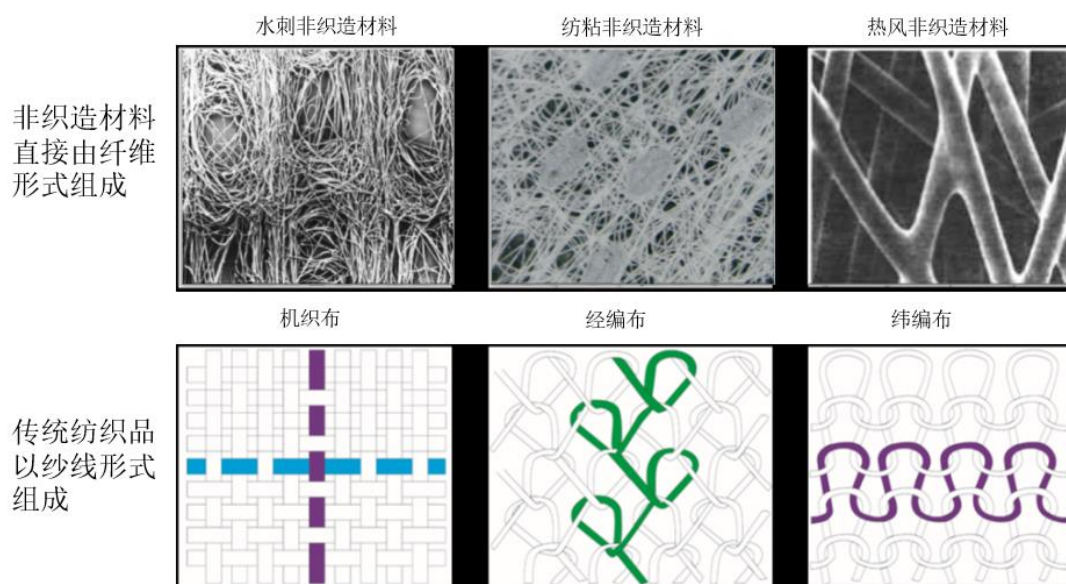 水刺非织造材料
纺粘非织造材料
热风非织造材料
非织造材料
直接由纤维
形式组成
机织布
经编布
纬编布
传统纺织品
以纱线形式
组成